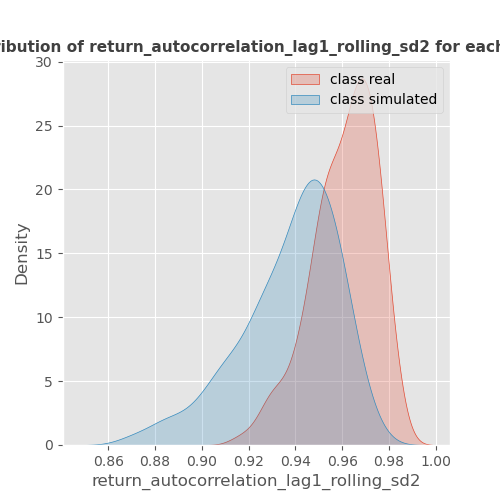 ribution of return_autocorrelation_lag1_rolling_sd2 for each
class real
class simulated
30
25
20
15
10
5
0
Density
0.86 0.88 0.90 0.92 0.94 0.96 0.98 1.00
return_autocorrelation_lag1_rolling_sd2